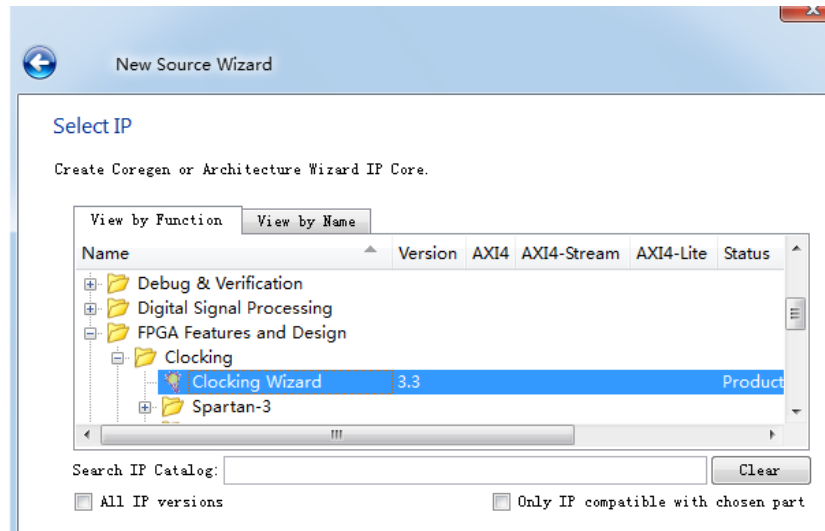 New Source Wizard
Select IP
Create Coregen or Architecture Wizard IP Core.
View by Function View by Name
Name Version AXI4 AXI4-Stream AXI4-Lite Status
Debug & Verification
Digital Signal Processing
FPGA Features and Design
Clocking
Clocking Wizard 3.3 Product
Spartan-3
Search IP Catalog: Clear
All IP versions Only IP compatible with chosen part